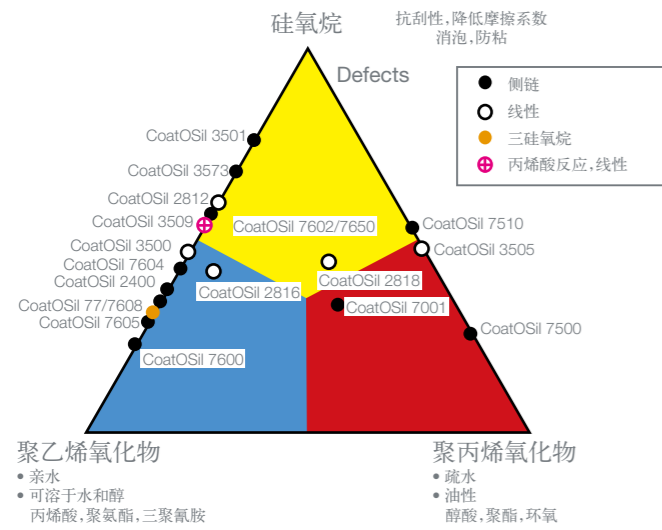 硅氧烷
抗刮性,降低摩擦系数
消泡,防粘
Defects
侧链
线性
三硅氧烷
丙烯酸反应,线性
CoatOSil 3501
CoatOSil 3573
CoatOSil 2812
CoatOSil 3509
CoatOSil 7602/7650
CoatOSil 7510
CoatOSil 3500
CoatOSil 3505
CoatOSil 7604
CoatOSil 2400
CoatOSil 2816
CoatOSil 2818
CoatOSil 77/7608
CoatOSil 7001
CoatOSil 7605
CoatOSil 7500
CoatOSil 7600
聚乙烯氧化物
• 亲水
• 可溶于水和醇
丙烯酸,聚氨酯,三聚氰胺
聚丙烯氧化物
• 疏水
• 油性
醇酸,聚酯,环氧